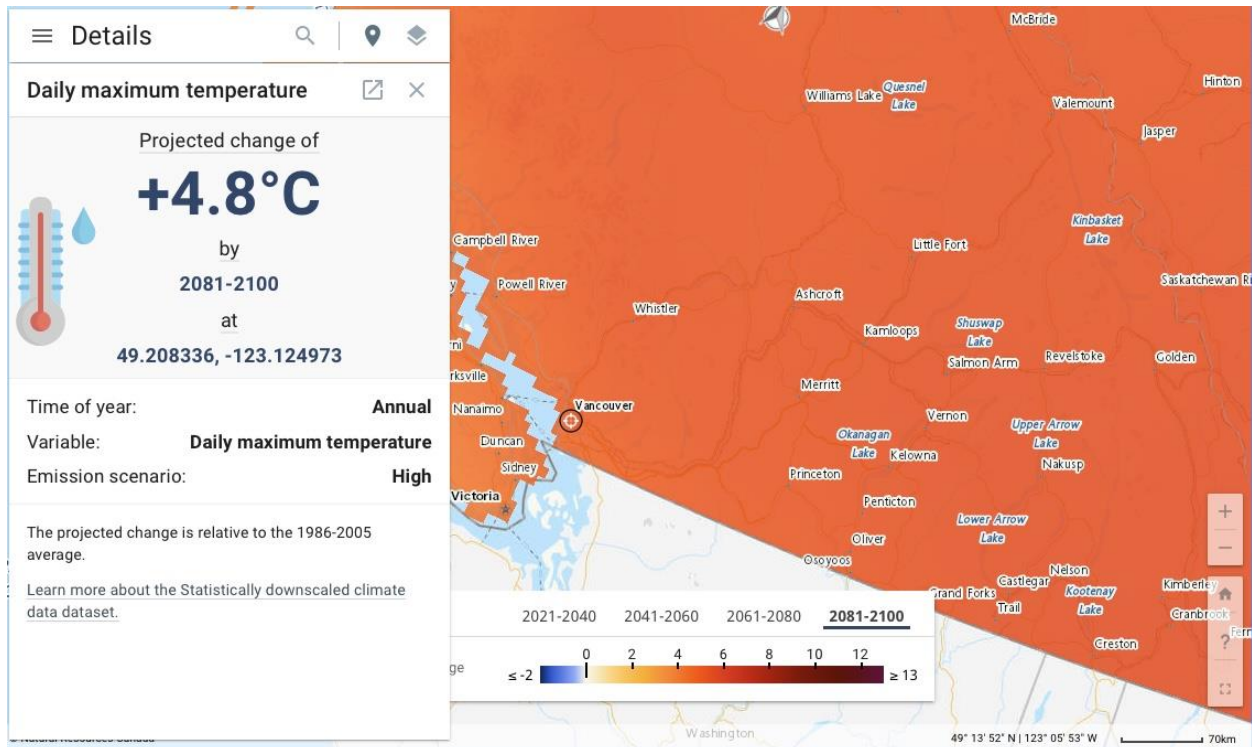 Details
Daily maximum temperature
Projected change of
+4.8°C
by
2081-2100
at
49.208336, -123.124973
Time of year: Annual
Variable: Daily maximum temperature
Emission scenario: High
The projected change is relative to the 1986-2005
average.
Learn more about the Statistically downscaled climate
data dataset.
McBride
Hinton
Williams Lake
Quesnel
Lake
Valemount
Jasper
Kinbasket
Lake
Campbell River
Little Fort
Powell River
Saskatchewan Ri
Ashcroft
Whistler
Kamloops
Shuswap
Lake
Salmon Arm
Revelstoke
Golden
rni
rksville
Merritt
Nanaimo
Vancouver
Vernon
Upper Arrow
Lake
Duncan
Okanagan
Lake
Kelowna
Nakusp
Sidney
Princeton
Victoria
Penticton
Lower Arrow
Lake
Oliver
Osoyoos
Nelson
Castlegar
Kootenay
Lake
Kimberley
Grand Forks
Trail
Cranbrook
Fern
Creston
2021-2040 2041-2060 2061-2080 2081-2100
ge
≤ -2 0 2 4 6 8 10 12 ≥ 13
+
−
?
Washington
49° 13' 52" N | 123° 05' 53" W 70km